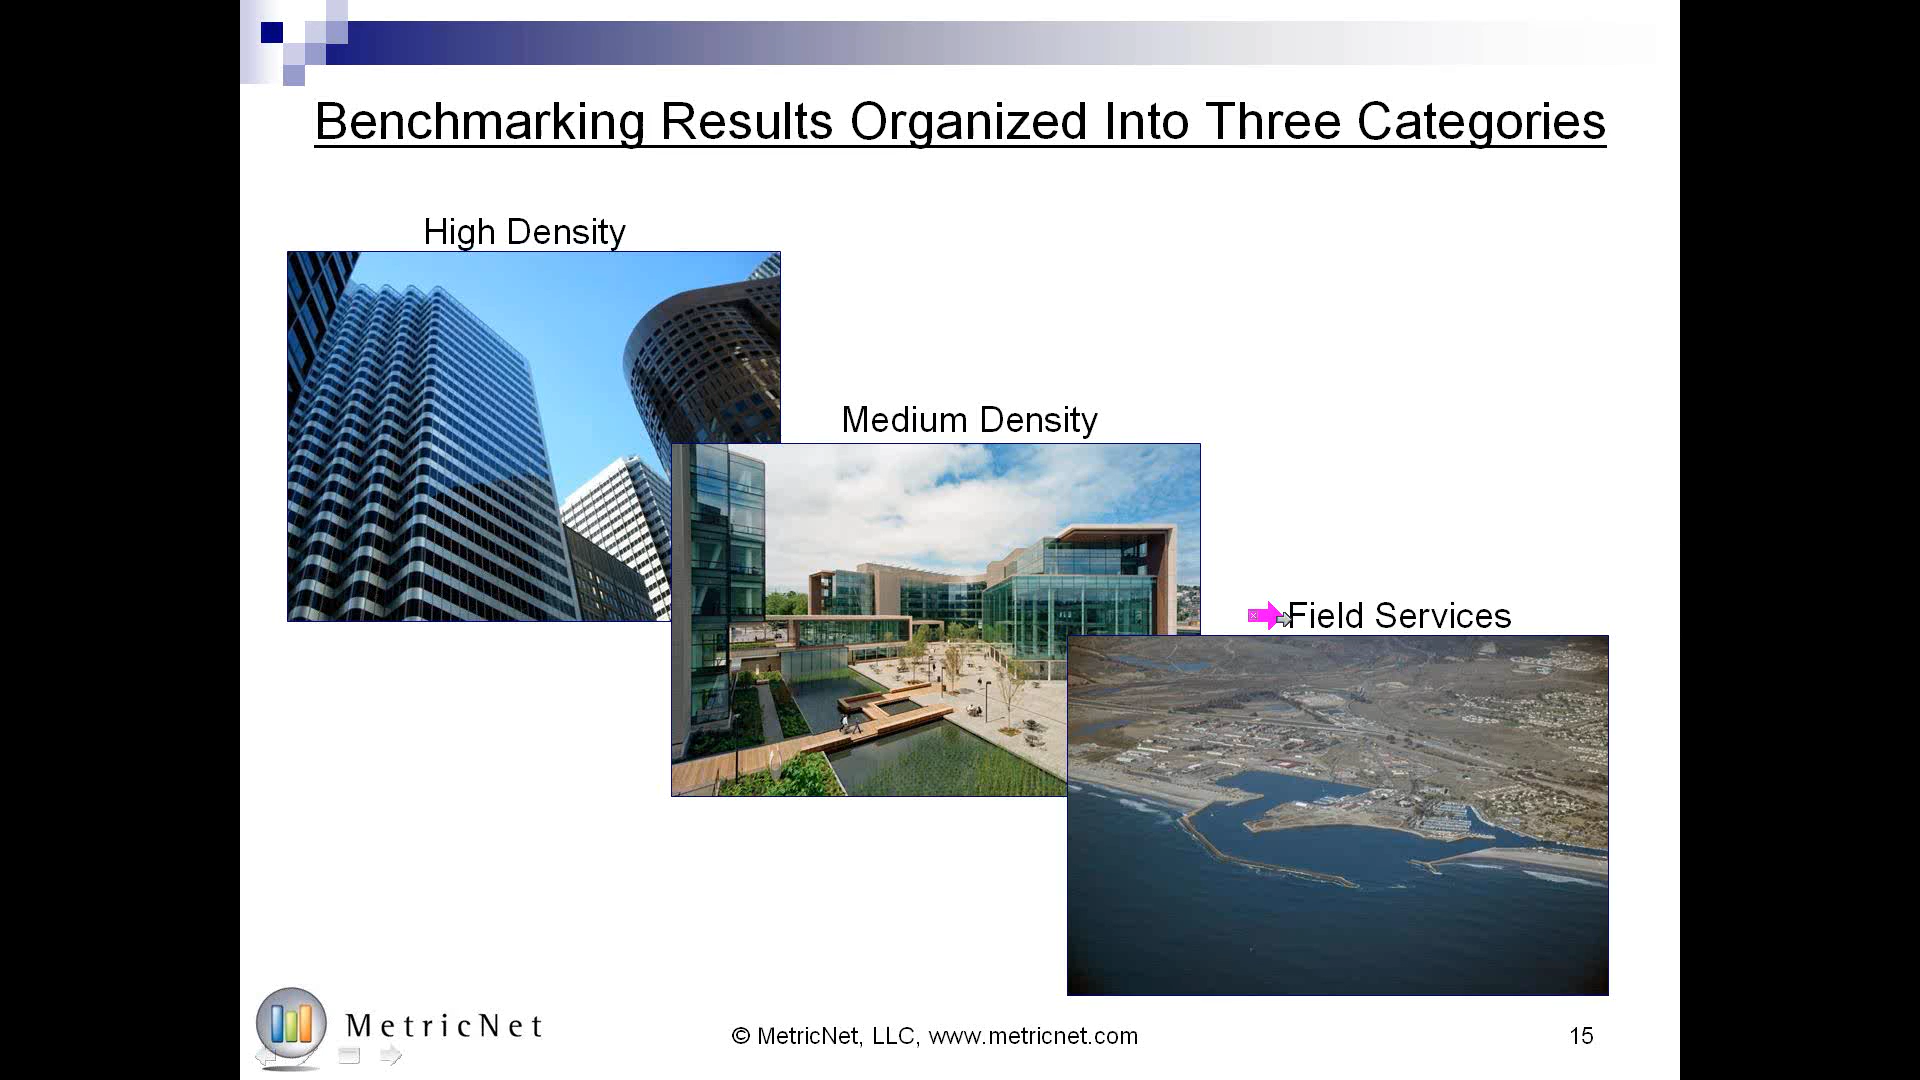 Benchmarking Results Organized Into Three Categories
High Density
Medium Density
Field Services
MetricNet
© MetricNet, LLC, www.metricnet.com
15